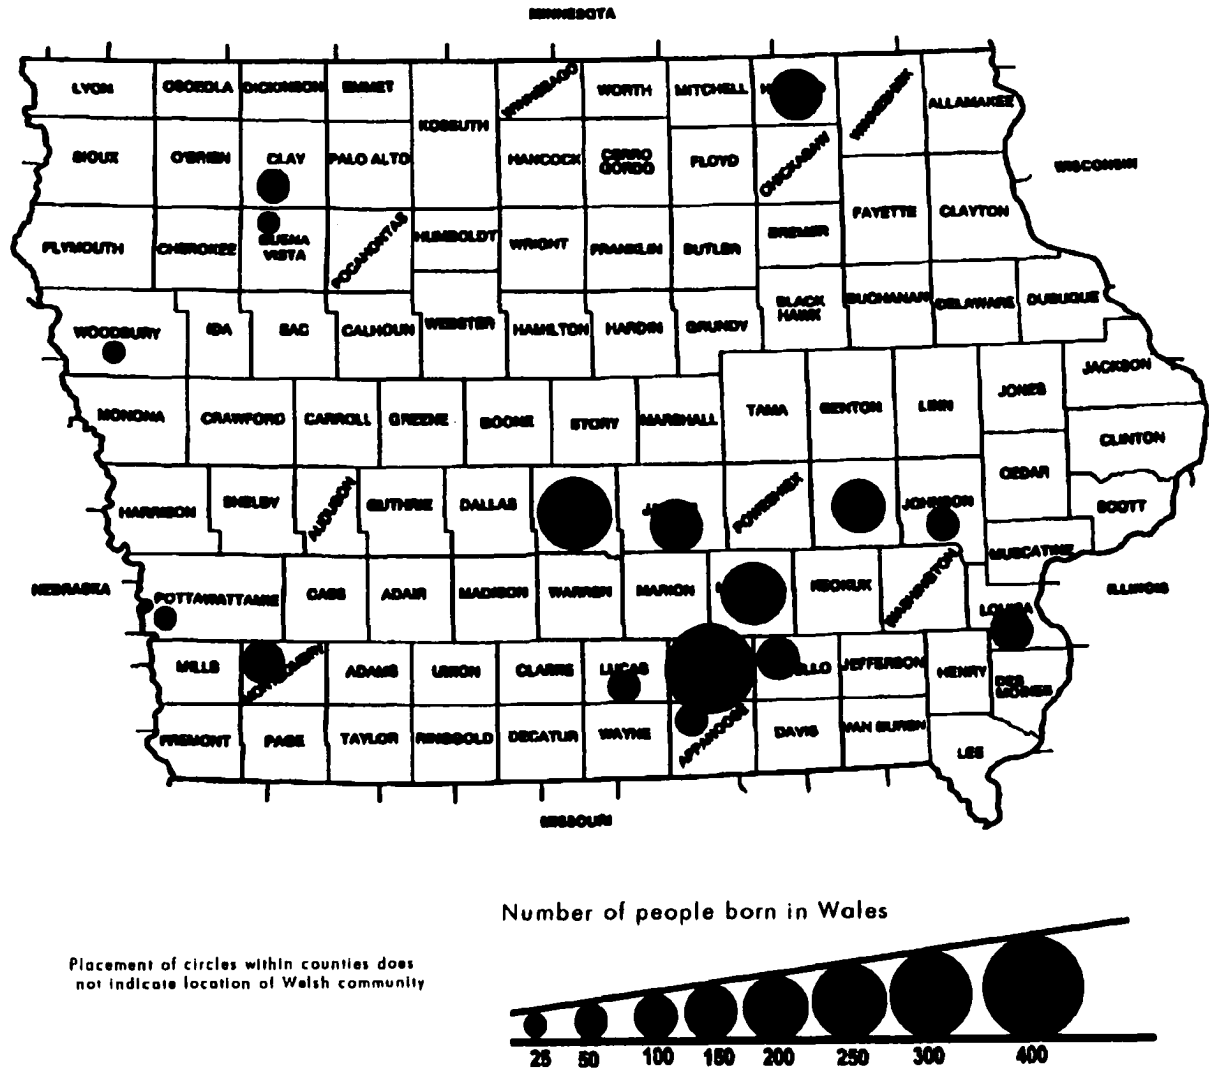 MINNESOTA
LYON
OSCEOLA
DICKINSON
EMMET
WINNEBAGO
WORTH
MITCHELL
WINNESHIEK
ALLAMAKEE
KOSSUTH
SIOUX
O'BRIEN
CLAY
PALO ALTO
HANCOCK
CERRO
GORDO
FLOYD
CHICKASAW
WISCONSIN
FAYETTE
CLAYTON
PLYMOUTH
CHEROKEE
BUENA
VISTA
POCAHONTAS
HUMBOLDT
WRIGHT
FRANKLIN
BUTLER
BREMER
WOODBURY
IDA
SAC
CALHOUN
WEBSTER
HAMILTON
HARDIN
GRUNDY
BLACK
HAWK
BUCHANAN
DELAWARE
DUBUQUE
MONONA
CRAWFORD
CARROLL
GREENE
BOONE
STORY
MARSHALL
TAMA
BENTON
LINN
JONES
JACKSON
CLINTON
CEDAR
HARRISON
SHELBY
AUDUBON
GUTHRIE
DALLAS
POWESHIEK
JOHNSON
SCOTT
MUSCATINE
NEBRASKA
POTTAWATTAMIE
CASS
ADAIR
MADISON
WARREN
MARION
KEOKUK
WASHINGTON
LOUISA
ILLINOIS
MILLS
MONTGOMERY
ADAMS
UNION
CLARKE
LUCAS
JEFFERSON
HENRY
DES
MOINES
FREMONT
PAGE
TAYLOR
RINGGOLD
DECATUR
WAYNE
APPANOOSE
DAVIS
VAN BUREN
LEE
MISSOURI
Number of people born in Wales
Placement of circles within counties does
not indicate location of Welsh community
25 50 100 150 200 250 300 400